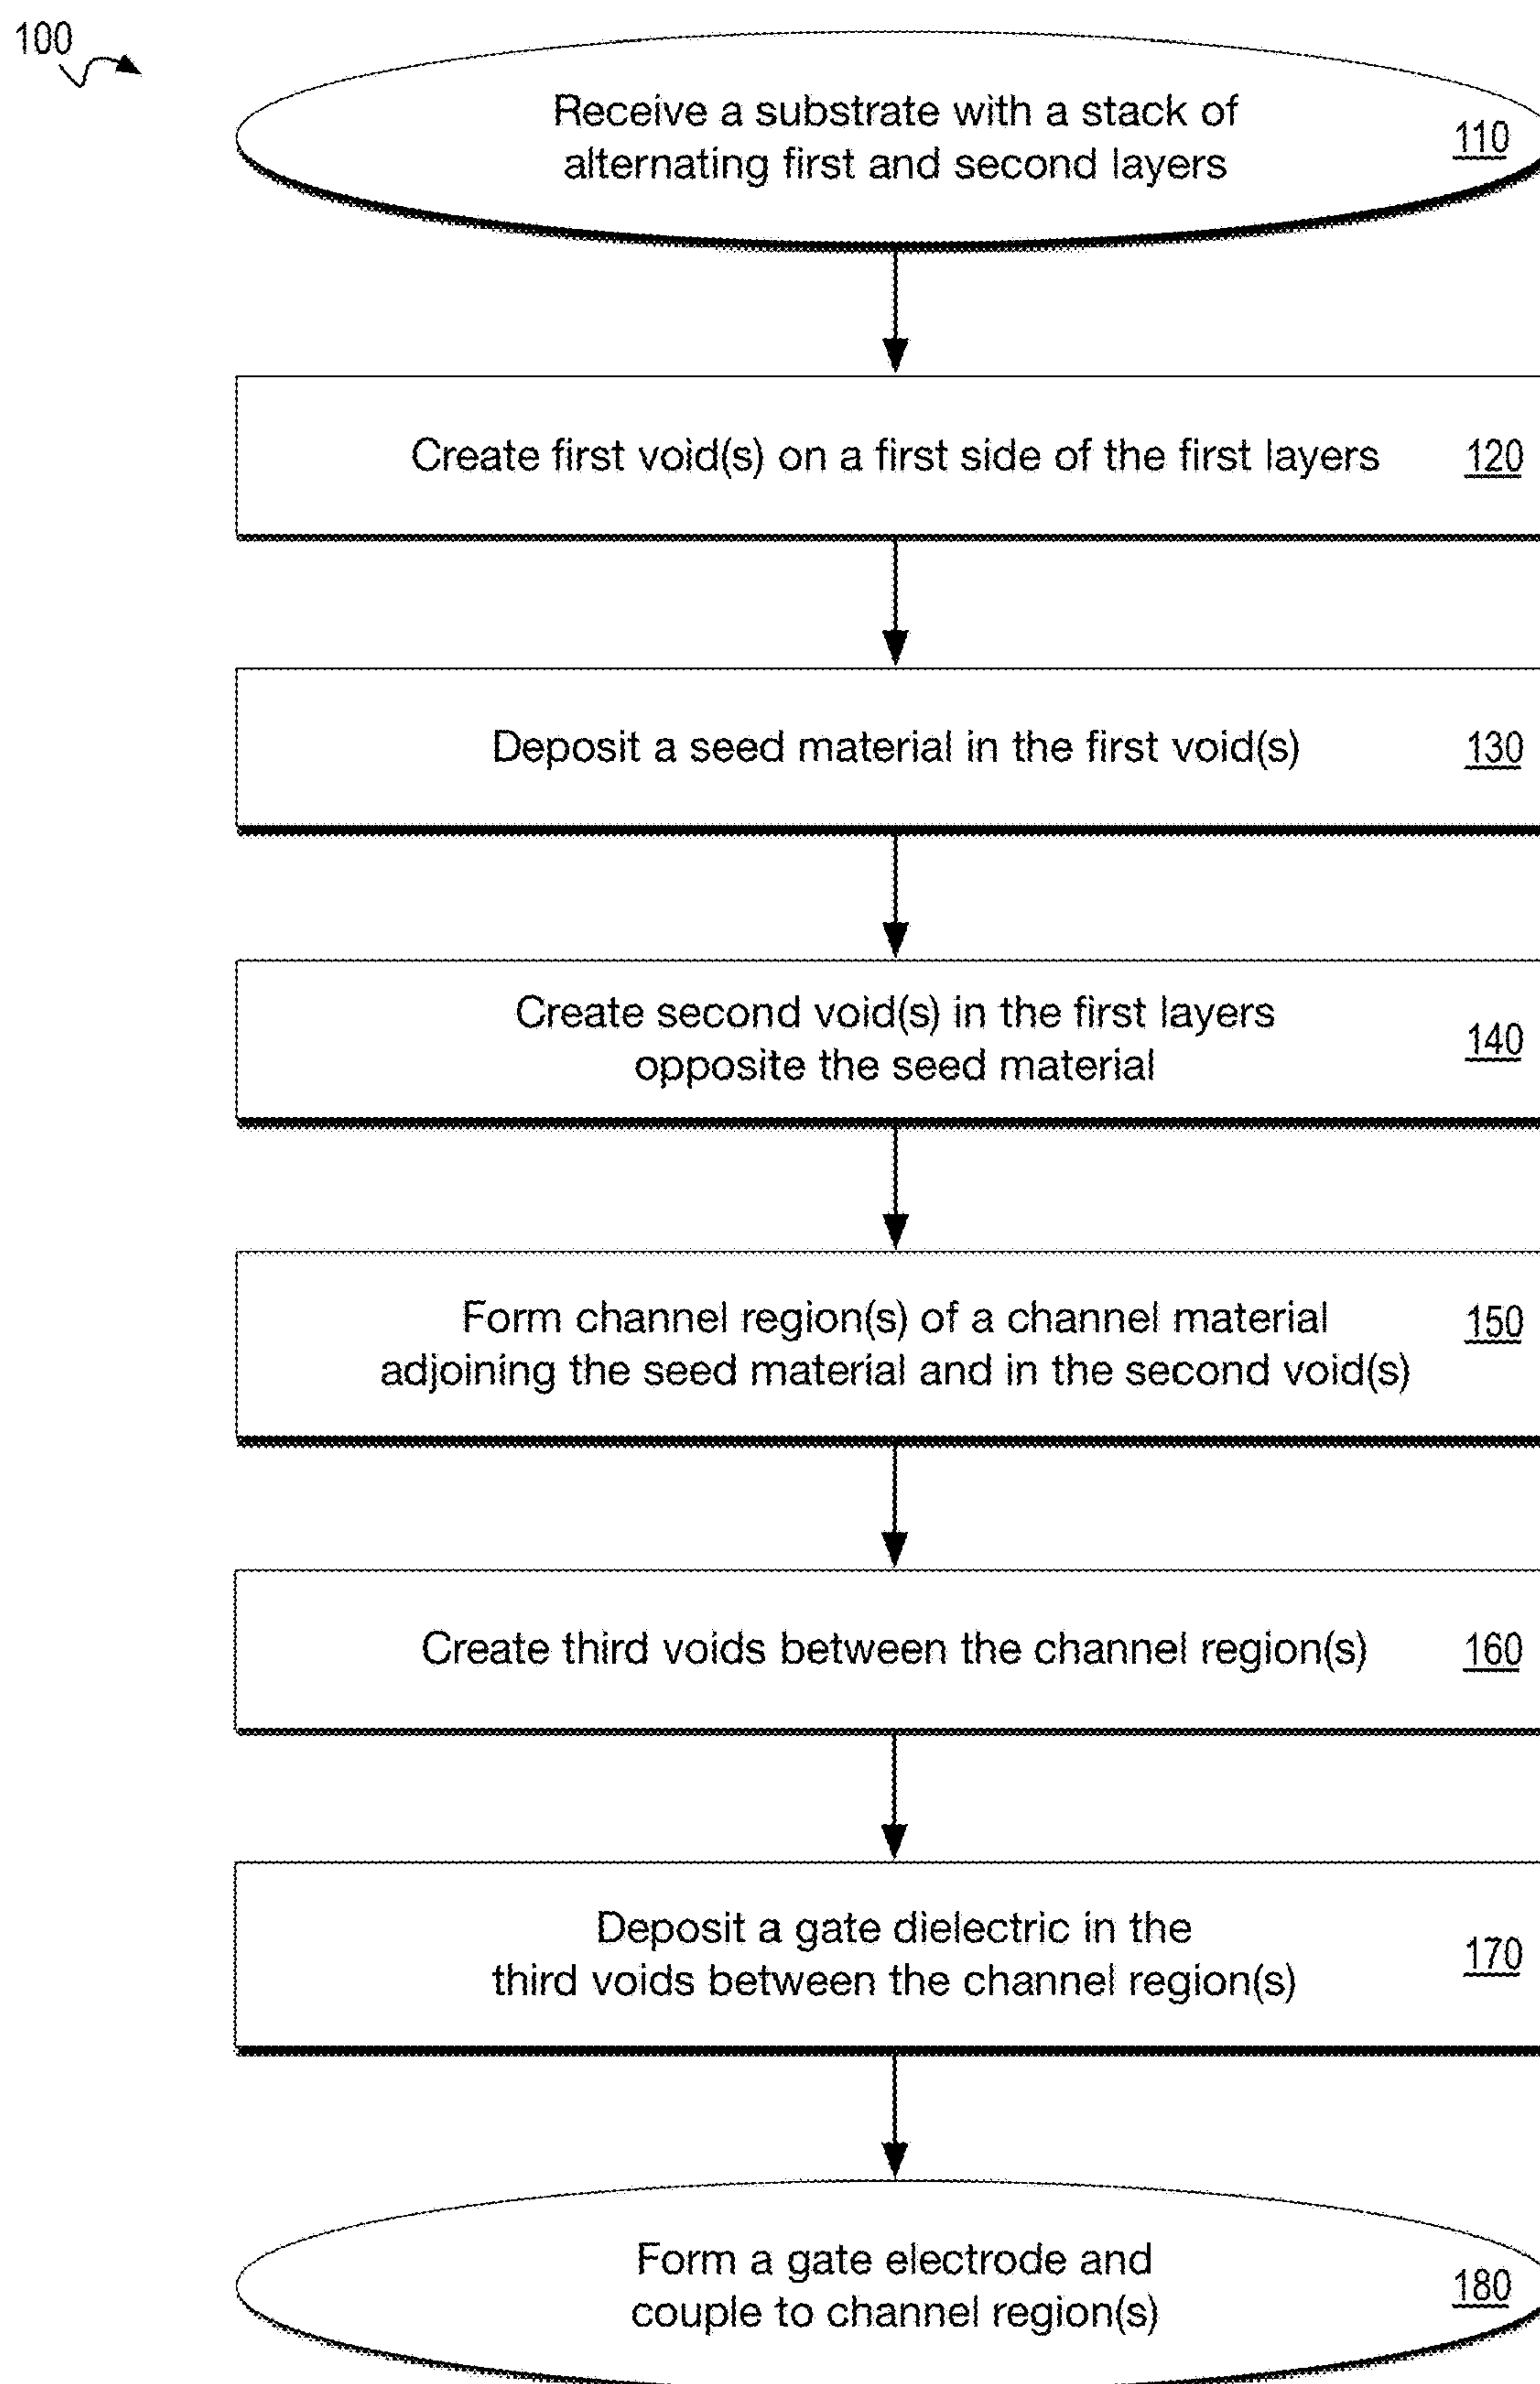 100
Receive a substrate with a stack of
alternating first and second layers
110
Create first void(s) on a first side of the first layers
120
Deposit a seed material in the first void(s)
130
Create second void(s) in the first layers
opposite the seed material
140
Form channel region(s) of a channel material
adjoining the seed material and in the second void(s)
150
Create third voids between the channel region(s)
160
Deposit a gate dielectric in the
third voids between the channel region(s)
170
Form a gate electrode and
couple to channel region(s)
180